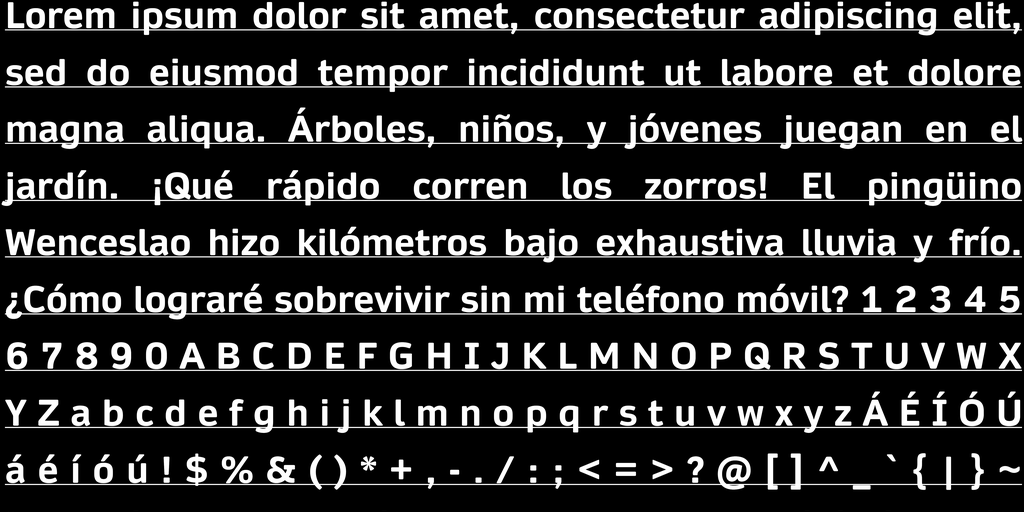 Lorem ipsum dolor sit amet, consectetur adipiscing elit,
sed do eiusmod tempor incididunt ut labore et dolore
magna aliqua. Árboles, niños, y jóvenes juegan en el
jardín. ¡Qué rápido corren los zorros! El pingüino
Wenceslao hizo kilómetros bajo exhaustiva lluvia y frío.
¿Cómo lograré sobrevivir sin mi teléfono móvil? 1 2 3 4 5
6 7 8 9 0 A B C D E F G H I J K L M N O P Q R S T U V W X
Y Z a b c d e f g h i j k l m n o p q r s t u v w x y z Á É Í Ó Ú
á é í ó ú ! $ % & ( ) * + , - . / : ; < = > ? @ [ ] ^ _ ` { | } ~